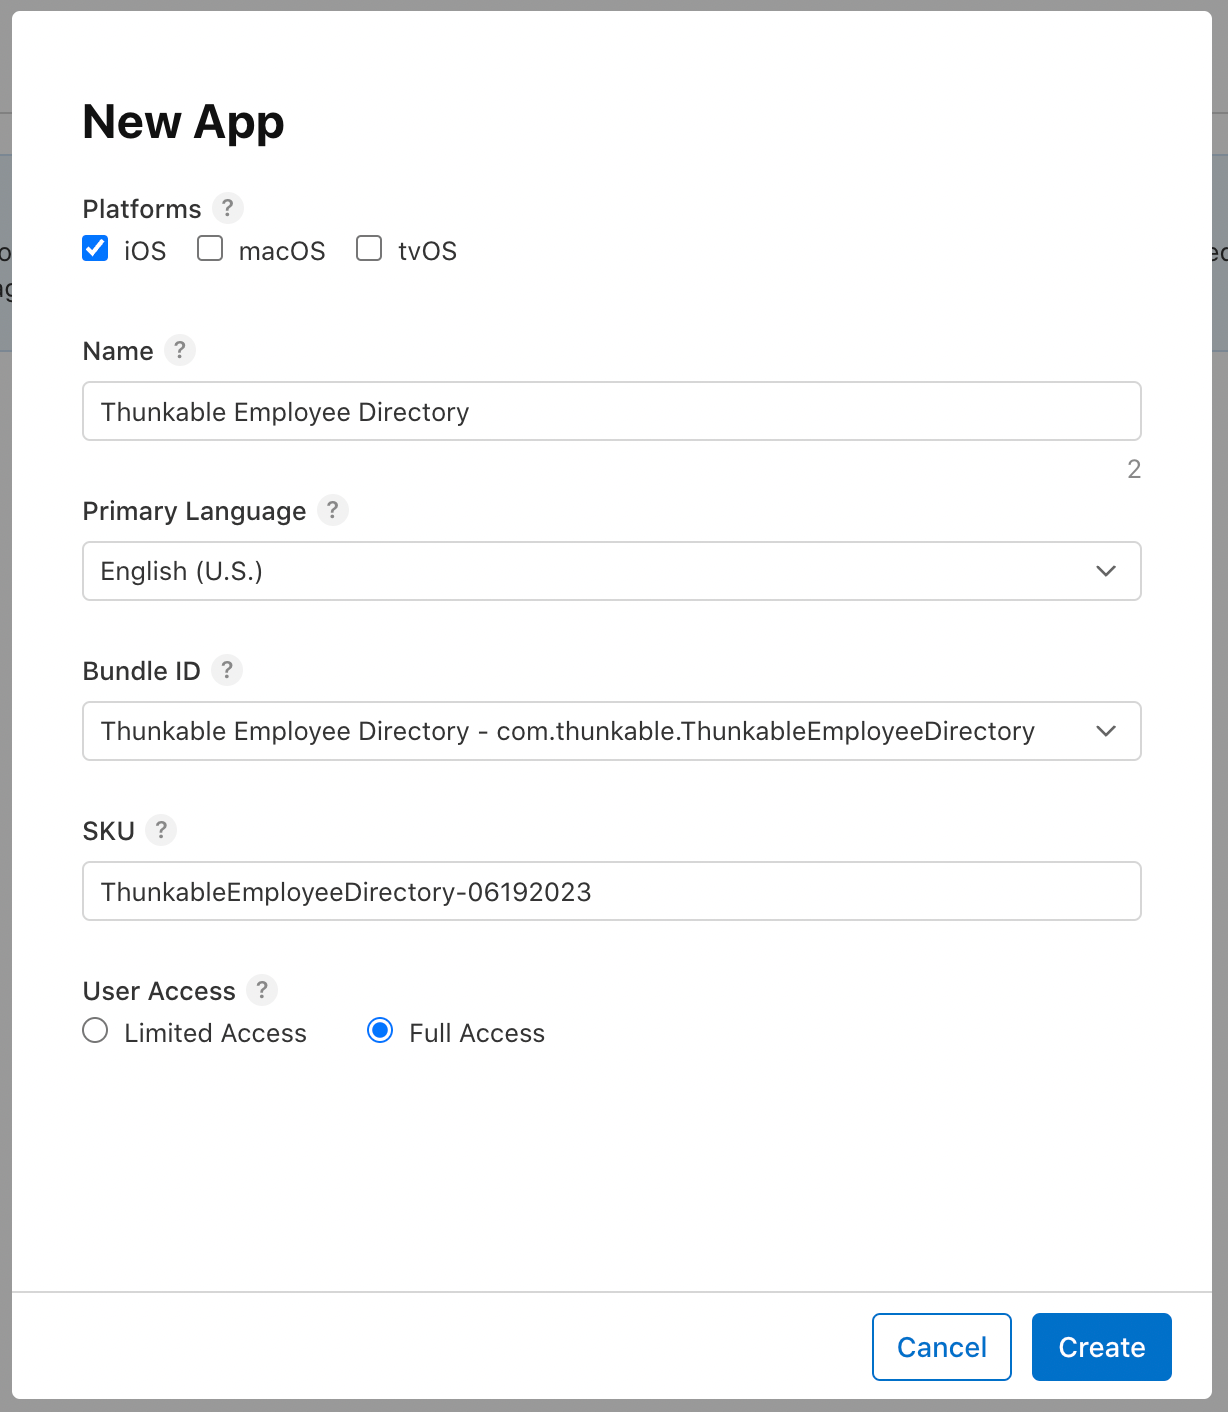 New App
Platforms ?
iOS macOS tvOS
Name ?
Thunkable Employee Directory
2
Primary Language ?
English (U.S.)
Bundle ID ?
Thunkable Employee Directory - com.thunkable.ThunkableEmployeeDirectory
SKU ?
ThunkableEmployeeDirectory-06192023
User Access ?
Limited Access Full Access
Cancel Create